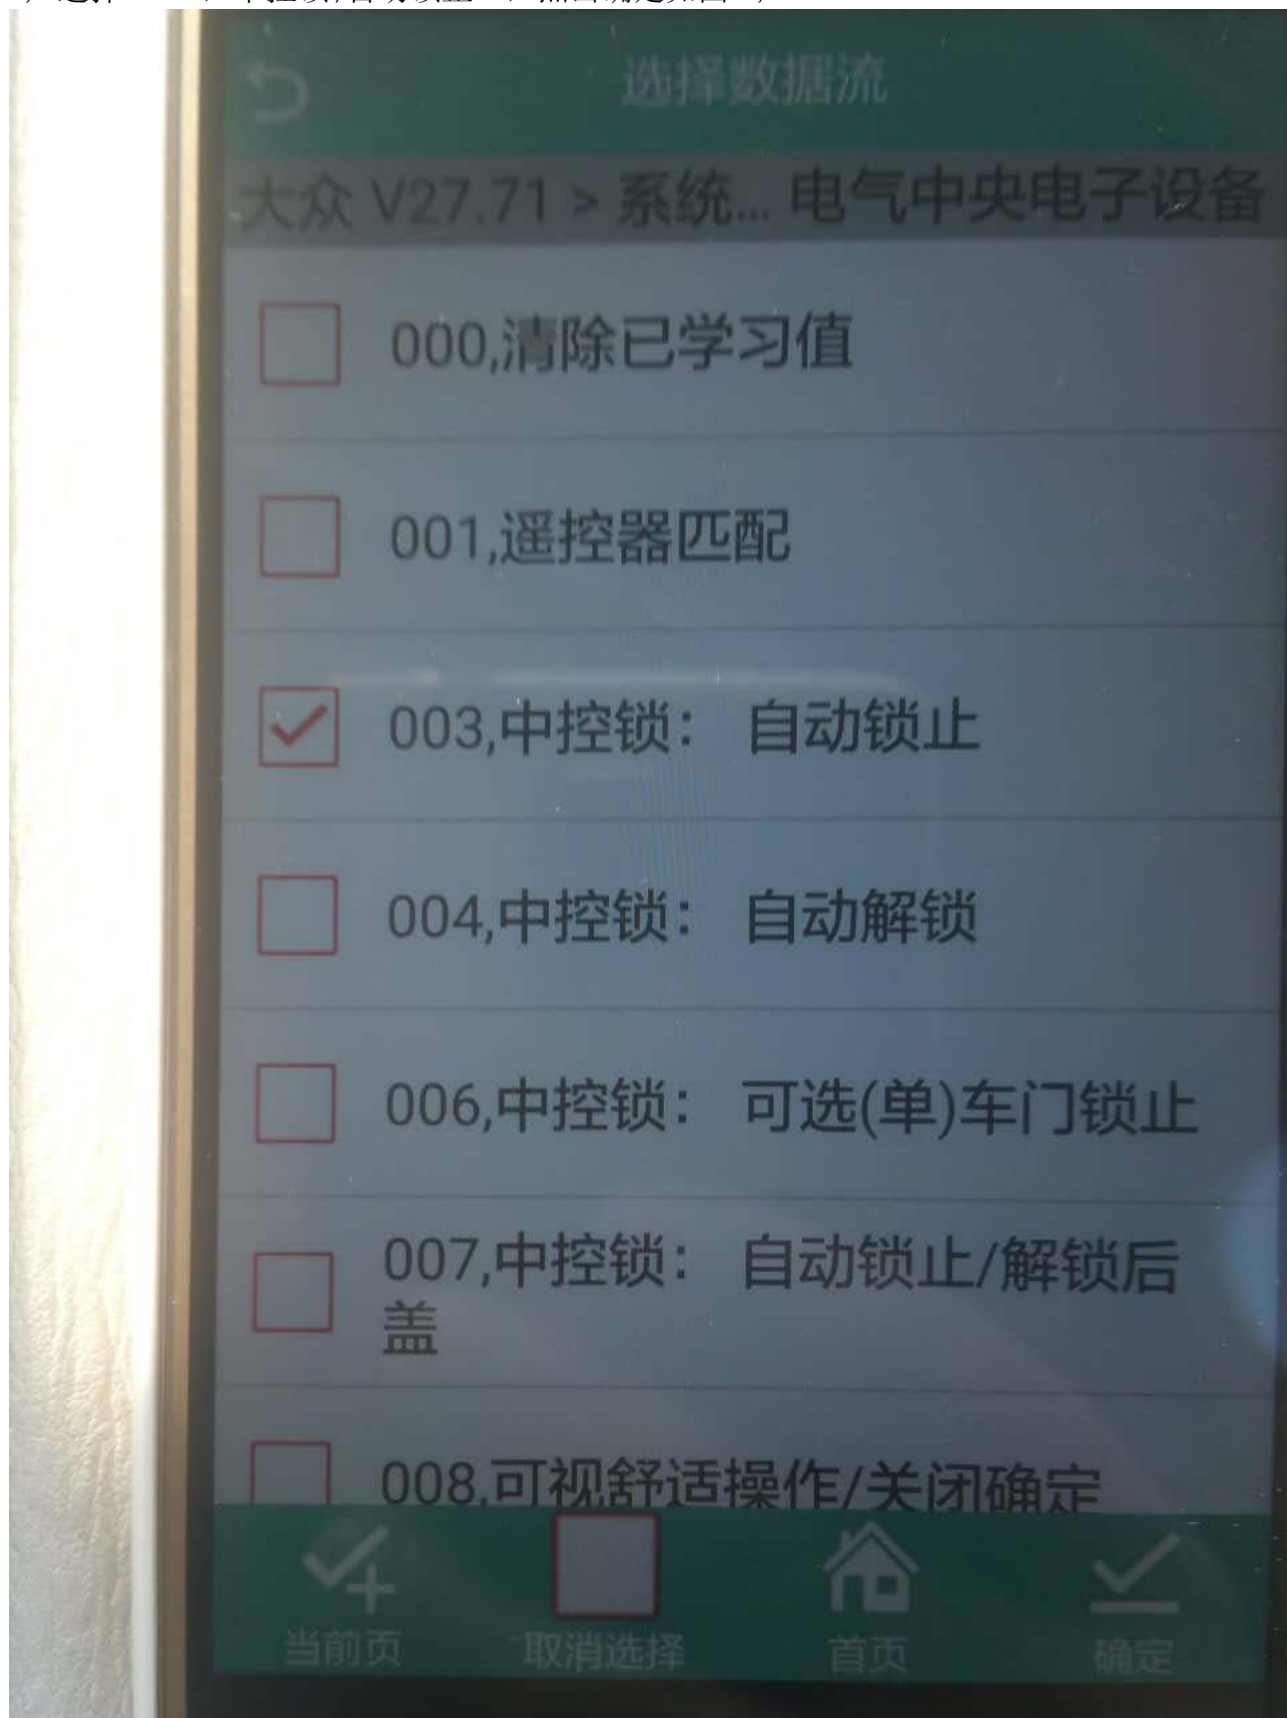 选择数据流
大众 V27.71 > 系统... 电气中央电子设备
000,清除已学习值
001,遥控器匹配
003,中控锁： 自动锁止
004,中控锁： 自动解锁
006,中控锁： 可选(单)车门锁止
007,中控锁： 自动锁止/解锁后
盖
008,可视舒适操作/关闭确定
当前页 取消选择 首页 确定